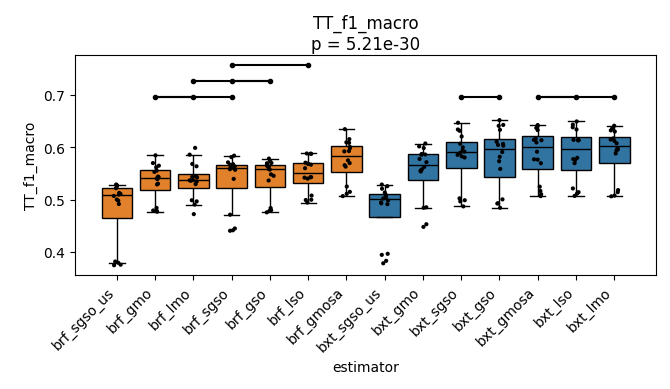 TT_f1_macro
p = 5.21e-30
TT_f1_macro
0.7
0.6
0.5
0.4
brf_sgso_us
brf_gmo
brf_lmo
brf_sgso
brf_gso
brf_lso
brf_gmosa
bxt_sgso_us
bxt_gmo
bxt_sgso
bxt_gso
bxt_gmosa
bxt_lso
bxt_lmo
estimator